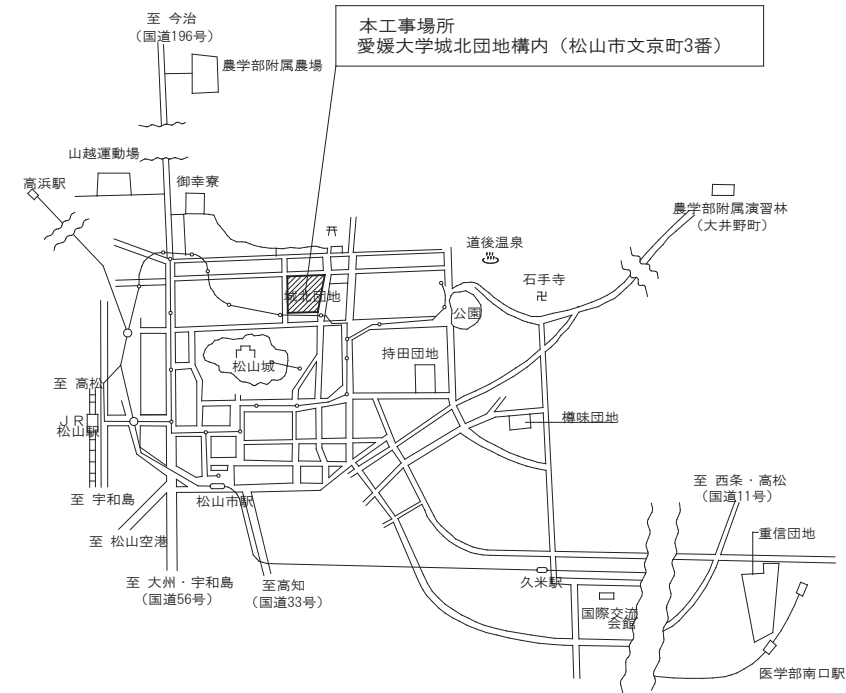 至 今治
（国道196号）
本工事場所
愛媛大学城北団地構内（松山市文京町3番）
農学部附属農場
山越運動場
高浜駅
御幸寮
農学部附属演習林
（大井野町）
道後温泉
石手寺
城北団地
公園
松山城
持田団地
至 高松
ＪＲ
松山駅
樽味団地
至 西条・高松
（国道11号）
至 宇和島
松山市駅
至 松山空港
重信団地
至 大州・宇和島
（国道56号）
至高知
（国道33号）
久米駅
国際交流
会館
医学部南口駅